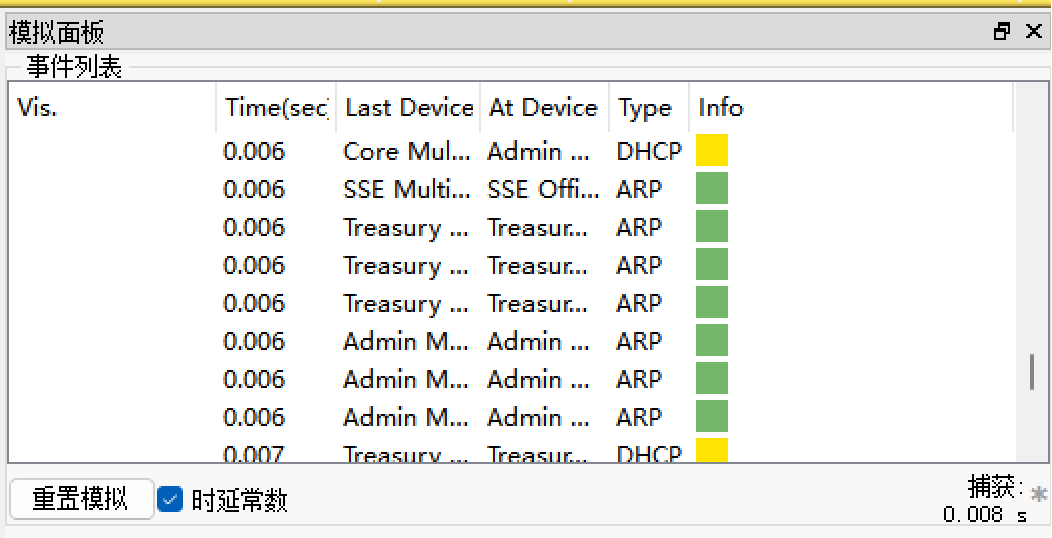 模拟面板
事件列表
Vis. Time(sec) Last Device At Device Type Info
0.006 Core Mul... Admin ... DHCP
0.006 SSE Multi... SSE Offi... ARP
0.006 Treasury ... Treasur... ARP
0.006 Treasury ... Treasur... ARP
0.006 Treasury ... Treasur... ARP
0.006 Admin M... Admin ... ARP
0.006 Admin M... Admin ... ARP
0.006 Admin M... Admin ... ARP
0.007 Treasury ... Treasur... DHCP
重置模拟 时延常数 捕获:
0.008 s